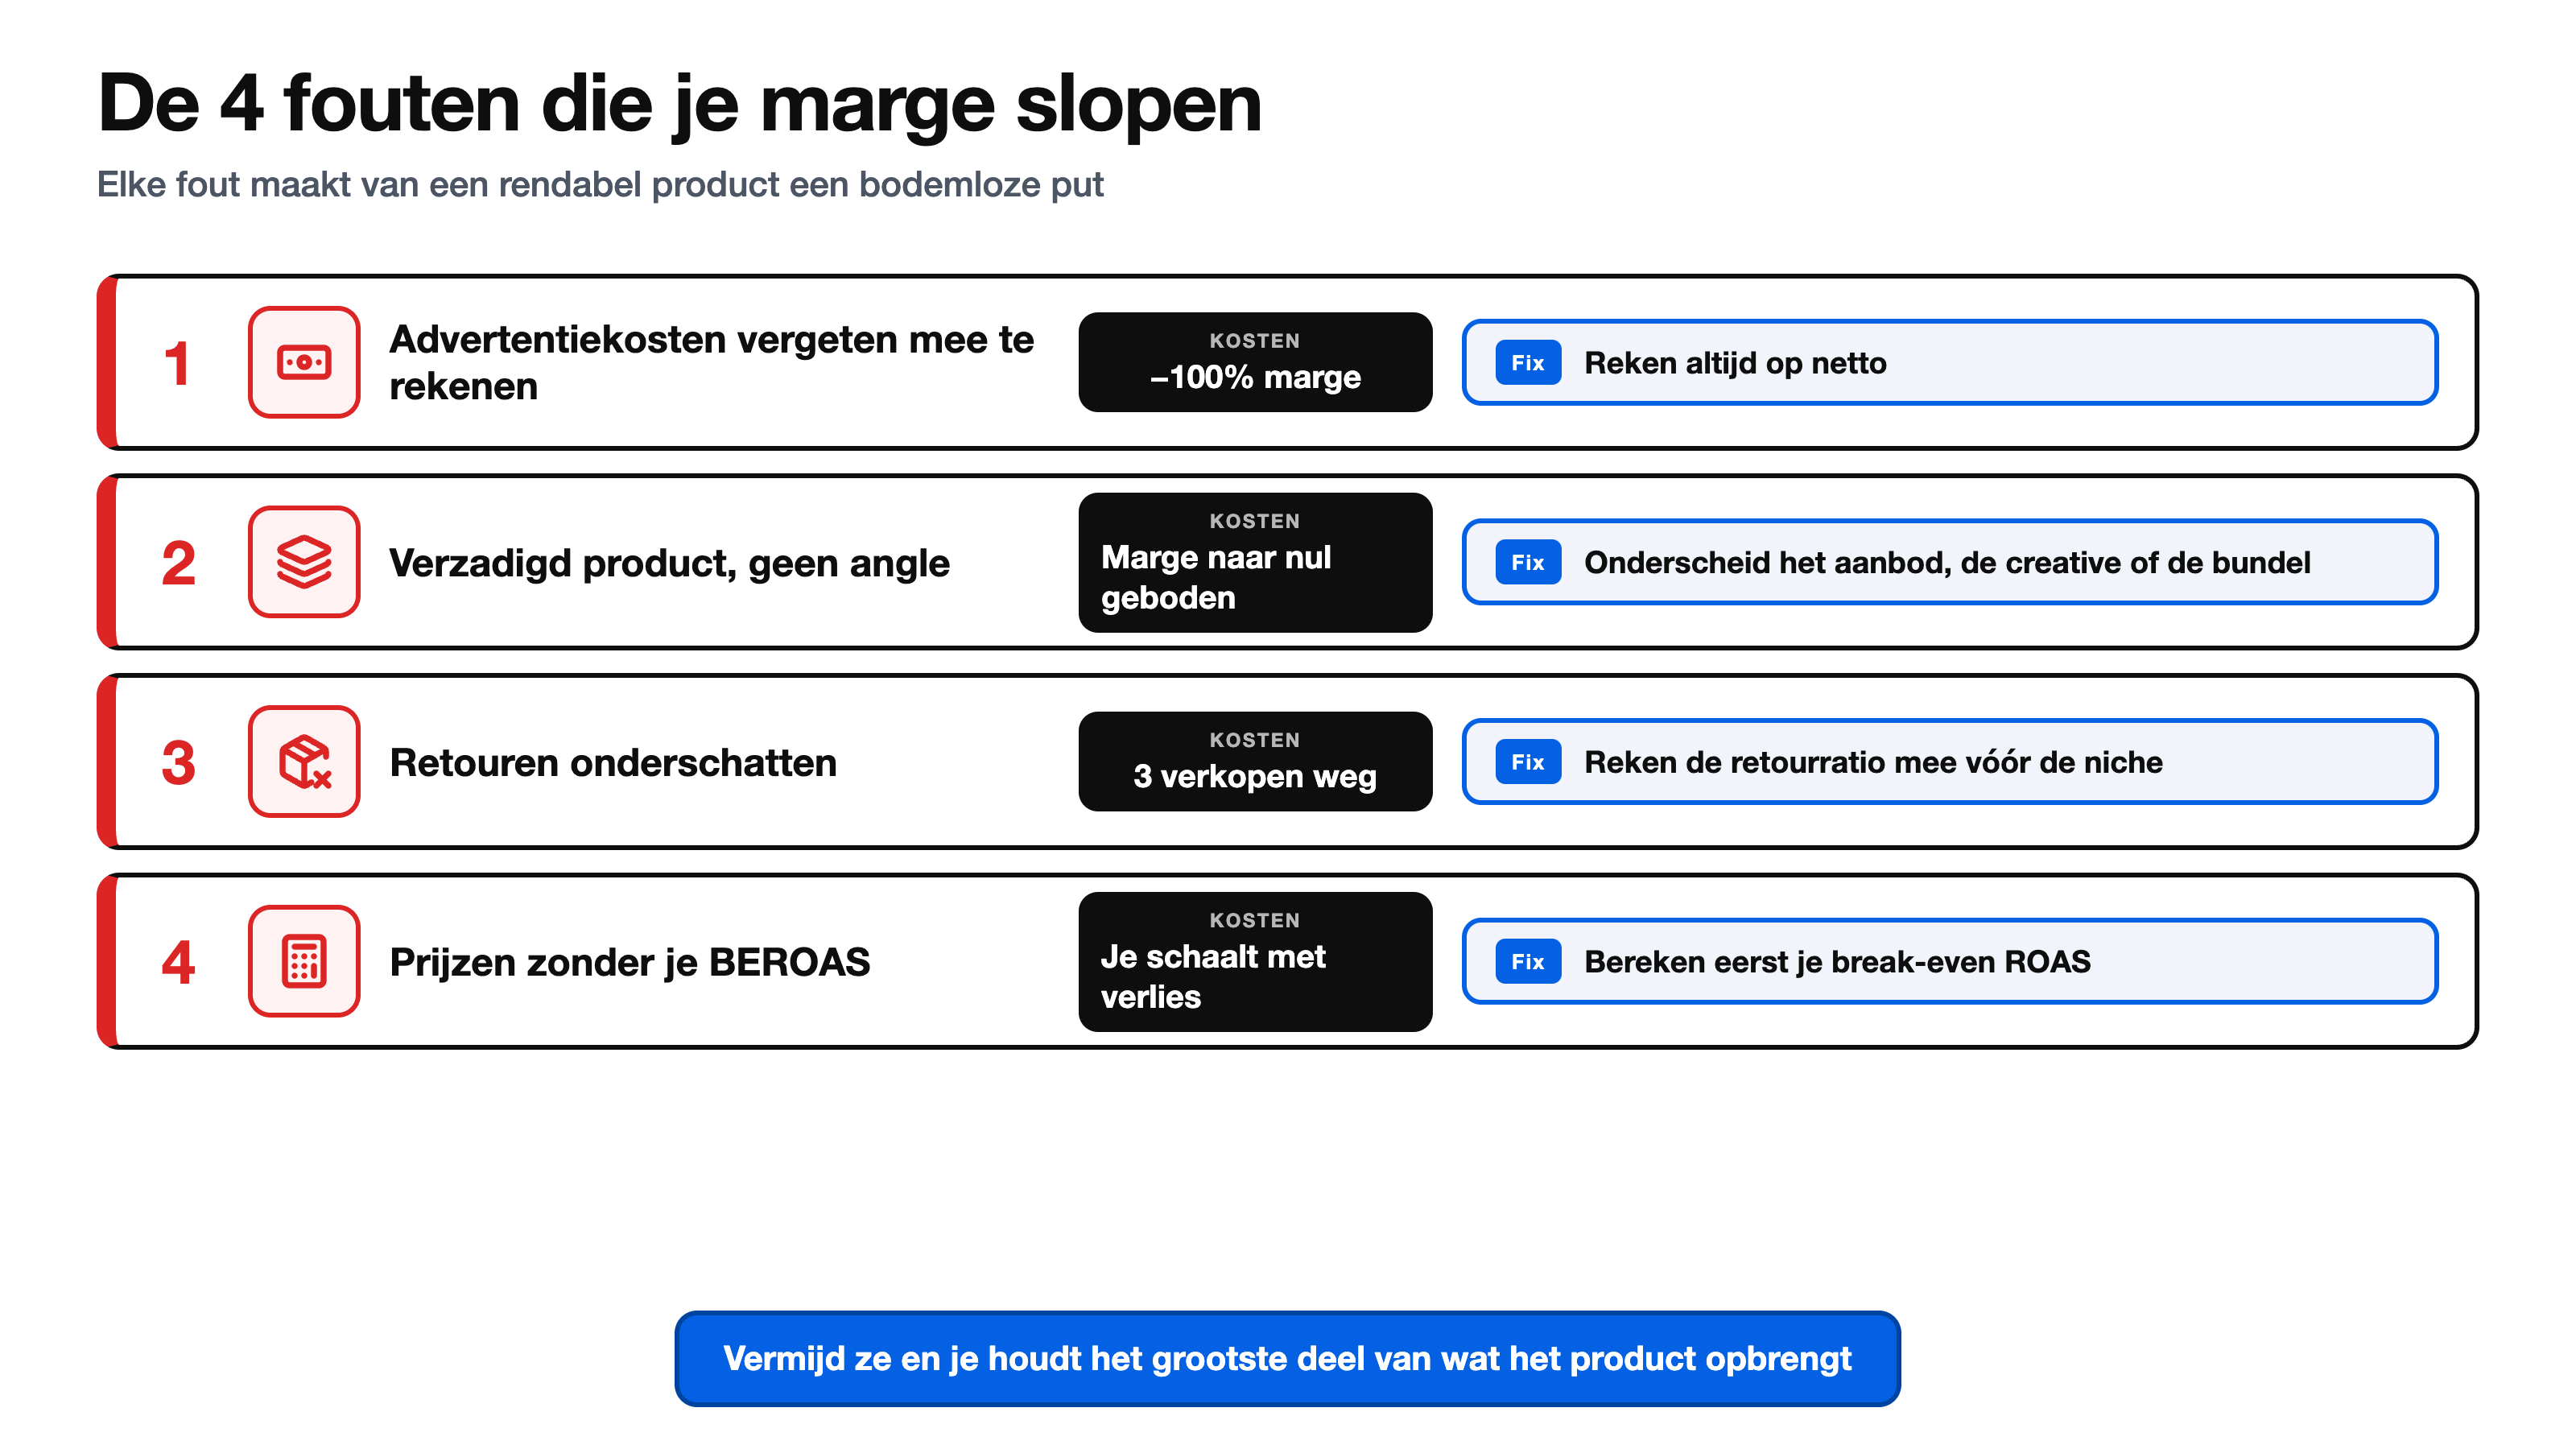 De 4 fouten die je marge slopen
Elke fout maakt van een rendabel product een bodemloze put
1
Advertentiekosten vergeten mee te
rekenen
KOSTEN
–100% marge
Fix
Reken altijd op netto
2
Verzadigd product, geen angle
KOSTEN
Marge naar nul
geboden
Fix
Onderscheid het aanbod, de creative of de bundel
3
Retouren onderschatten
KOSTEN
3 verkopen weg
Fix
Reken de retourratio mee vóór de niche
4
Prijzen zonder je BEROAS
KOSTEN
Je schaalt met
verlies
Fix
Bereken eerst je break-even ROAS
Vermijd ze en je houdt het grootste deel van wat het product opbrengt